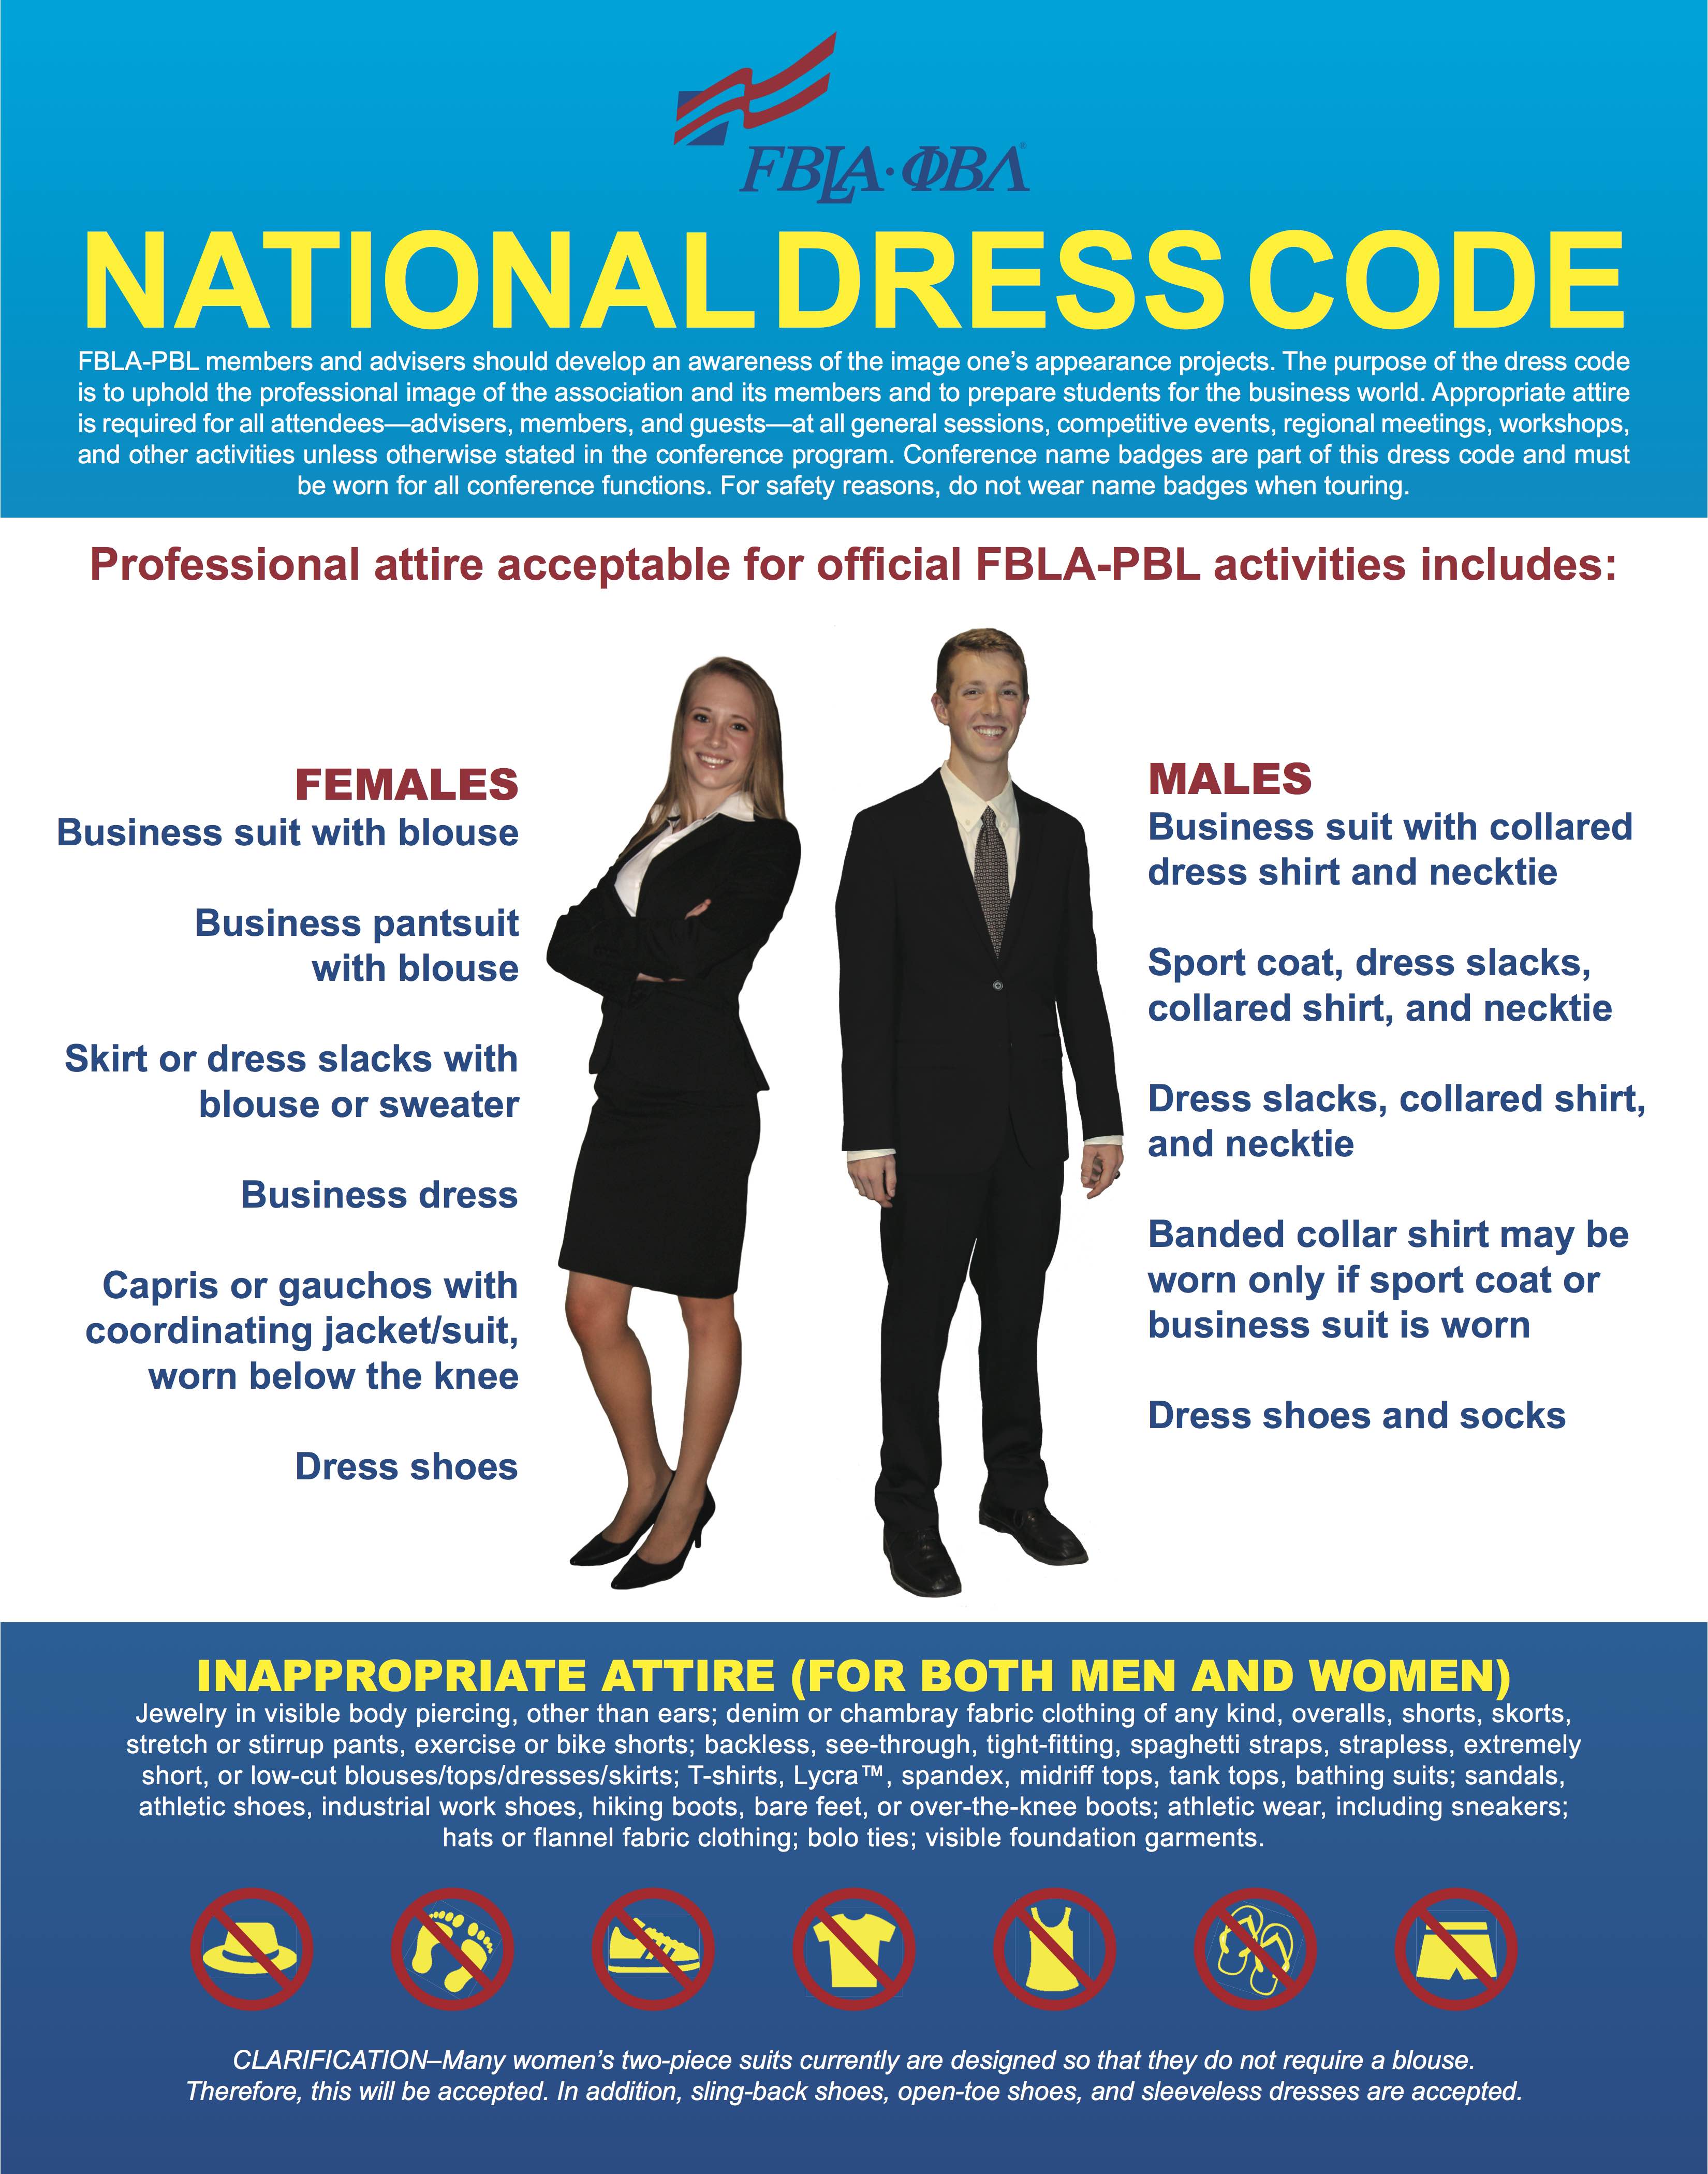 FBLA·ΦBΛ®
NATIONAL DRESS CODE
FBLA-PBL members and advisers should develop an awareness of the image one’s appearance projects. The purpose of the dress code
is to uphold the professional image of the association and its members and to prepare students for the business world. Appropriate attire
is required for all attendees—advisers, members, and guests—at all general sessions, competitive events, regional meetings, workshops,
and other activities unless otherwise stated in the conference program. Conference name badges are part of this dress code and must
be worn for all conference functions. For safety reasons, do not wear name badges when touring.
Professional attire acceptable for official FBLA-PBL activities includes:
FEMALES
Business suit with blouse
Business pantsuit
with blouse
Skirt or dress slacks with
blouse or sweater
Business dress
Capris or gauchos with
coordinating jacket/suit,
worn below the knee
Dress shoes
MALES
Business suit with collared
dress shirt and necktie
Sport coat, dress slacks,
collared shirt, and necktie
Dress slacks, collared shirt,
and necktie
Banded collar shirt may be
worn only if sport coat or
business suit is worn
Dress shoes and socks
INAPPROPRIATE ATTIRE (FOR BOTH MEN AND WOMEN)
Jewelry in visible body piercing, other than ears; denim or chambray fabric clothing of any kind, overalls, shorts, skorts,
stretch or stirrup pants, exercise or bike shorts; backless, see-through, tight-fitting, spaghetti straps, strapless, extremely
short, or low-cut blouses/tops/dresses/skirts; T-shirts, Lycra™, spandex, midriff tops, tank tops, bathing suits; sandals,
athletic shoes, industrial work shoes, hiking boots, bare feet, or over-the-knee boots; athletic wear, including sneakers;
hats or flannel fabric clothing; bolo ties; visible foundation garments.
CLARIFICATION–Many women’s two-piece suits currently are designed so that they do not require a blouse.
Therefore, this will be accepted. In addition, sling-back shoes, open-toe shoes, and sleeveless dresses are accepted.